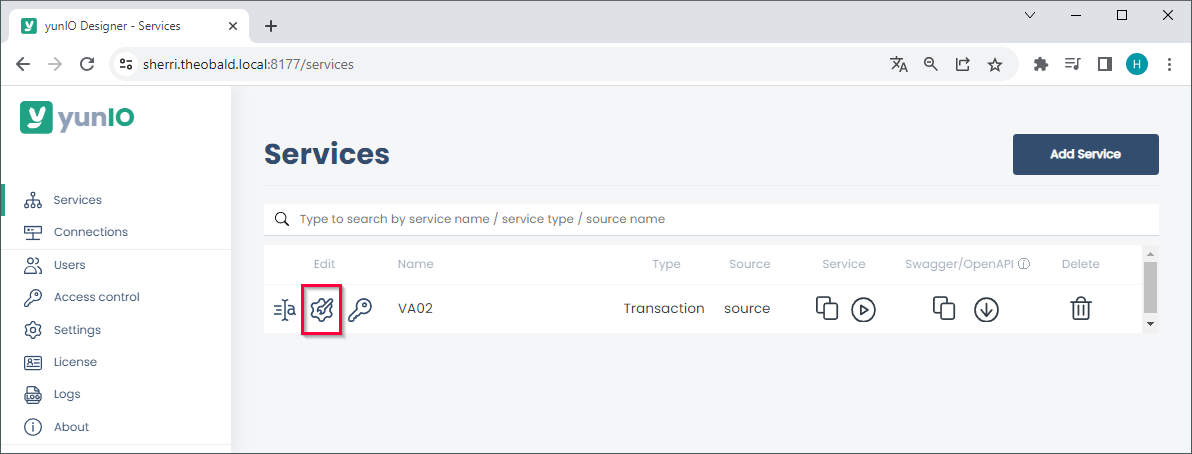 yunIO Designer - Services
sherri.theobald.local:8177/services
H
yunIO
Services
Connections
Users
Access control
Settings
License
LOG Logs
About
Services
Add Service
Type to search by service name / service type / source name
Edit Name Type Source Service Swagger/OpenAPI Delete
a VA02 Transaction source